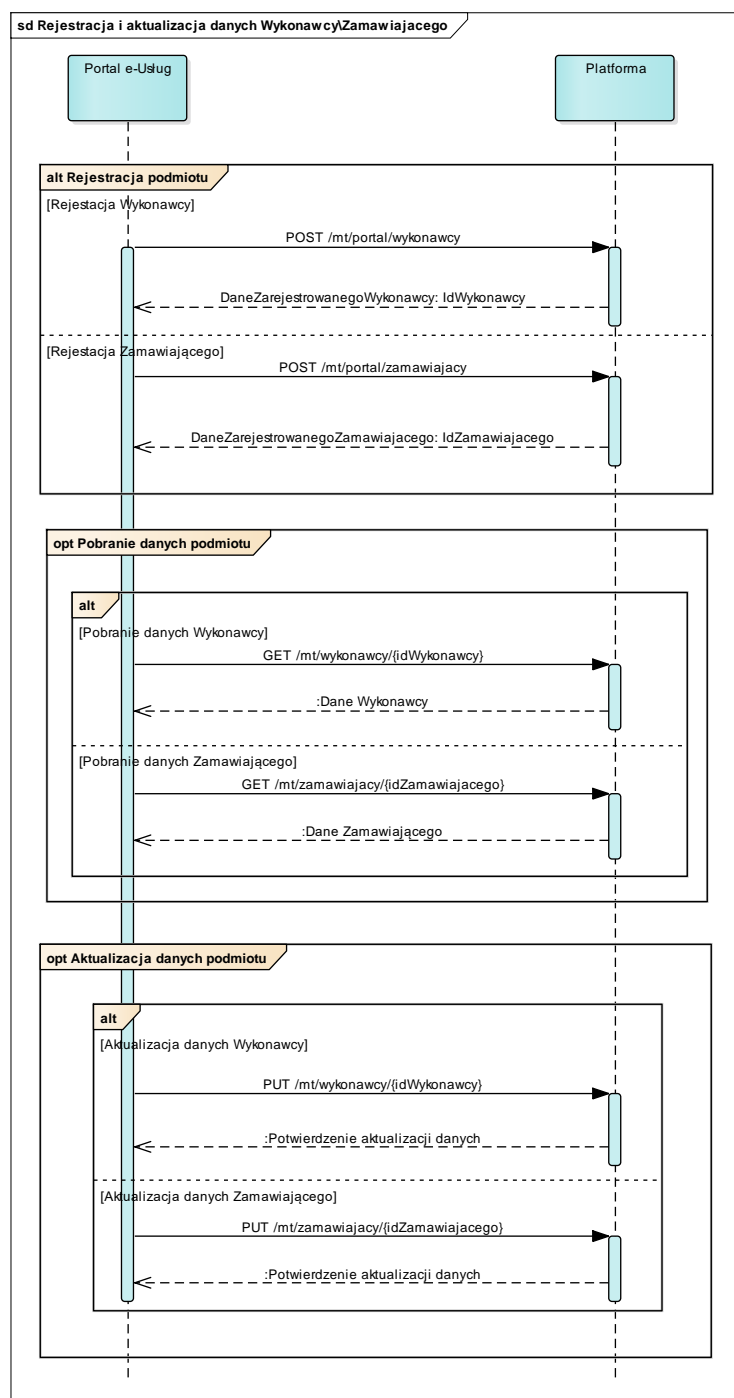 sd Rejestracja i aktualizacja danych Wykonawcy\Zamawiajacego
Portal e-Usług
Platforma
alt Rejestracja podmiotu
[Rejestacja Wykonawcy]
POST /mt/portal/wykonawcy
DaneZarejestrowanegoWykonawcy: IdWykonawcy
[Rejestacja Zamawiającego]
POST /mt/portal/zamawiajacy
DaneZarejestrowanegoZamawiajacego: IdZamawiajacego
opt Pobranie danych podmiotu
alt
[Pobranie danych Wykonawcy]
GET /mt/wykonawcy/{idWykonawcy}
:Dane Wykonawcy
[Pobranie danych Zamawiającego]
GET /mt/zamawiajacy/{idZamawiajacego}
:Dane Zamawiającego
opt Aktualizacja danych podmiotu
alt
[Aktualizacja danych Wykonawcy]
PUT /mt/wykonawcy/{idWykonawcy}
:Potwierdzenie aktualizacji danych
[Aktualizacja danych Zamawiającego]
PUT /mt/zamawiajacy/{idZamawiajacego}
:Potwierdzenie aktualizacji danych